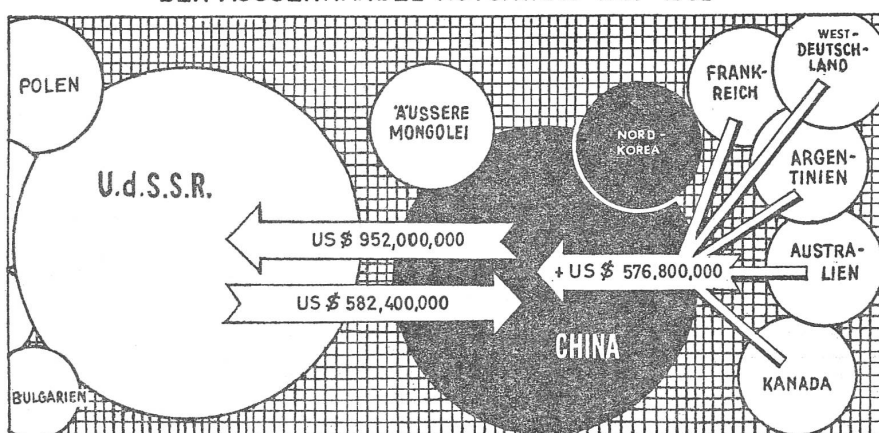 POLEN
U.d.S.S.R.
ÄUSSERE
MONGOLEI
NORD-
KOREA
FRANK-
REICH
WEST-
DEUTSCH-
LAND
ARGEN-
TINIEN
AUSTRA-
LIEN
KANADA
US $ 952,000,000
US $ 582,400,000
+ US $ 576,800,000
CHINA
BULGARIEN